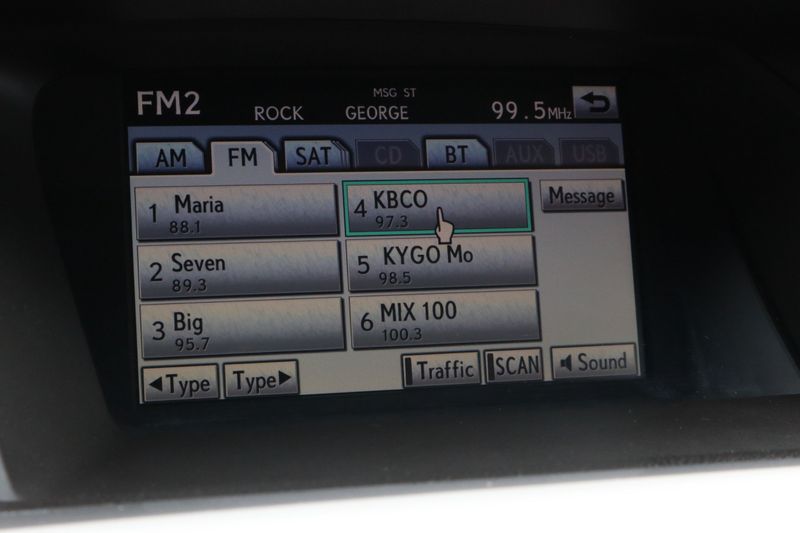 MSG ST
FM2 ROCK GEORGE 99.5MHz
AM FM SAT CD BT AUX USB
1 Maria 88.1
4 KBCO 97.3
Message
2 Seven 89.3
5 KYGO Mo 98.5
3 Big 95.7
6 MIX 100 100.3
◀Type Type▶ Traffic SCAN Sound